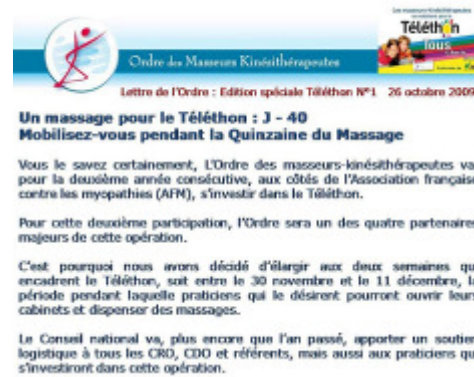 Téléthon
Tous
Ordre des Masseurs Kinésithérapeutes
Lettre de l'Ordre : Edition spéciale Téléthon N°1 26 octobre 2009
Un massage pour le Téléthon : J - 40
Mobilisez-vous pendant la Quinzaine du Massage
Vous le savez certainement, L'Ordre des masseurs-kinésithérapeutes va
pour la deuxième année consécutive, aux côtés de l'Association française
contre les myopathies (AFM), s'investir dans le Téléthon.
Pour cette deuxième participation, l'Ordre sera un des quatre partenaires
majeurs de cette opération.
C'est pourquoi nous avons décidé d'élargir aux deux semaines qu
encadrent le Téléthon, soit entre le 30 novembre et le 11 décembre, la
période pendant laquelle praticiens qui le désirent pourront ouvrir leur
cabinets et dispenser des massages.
Le Conseil national va, plus encore que l'an passé, apporter un soutien
logistique à tous les CRO, CDO et référents, mais aussi aux praticiens qu
s'investiront dans cette opération.